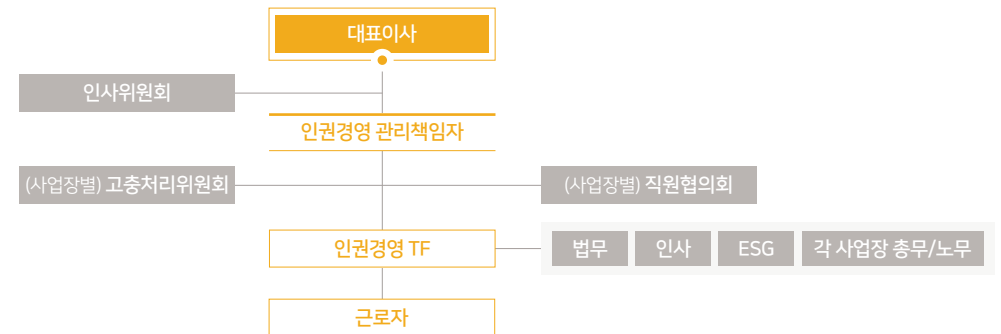 대표이사
인사위원회
인권경영 관리책임자
(사업장별) 고충처리위원회
(사업장별) 직원협의회
인권경영 TF
법무
인사
ESG
각 사업장 총무/노무
근로자